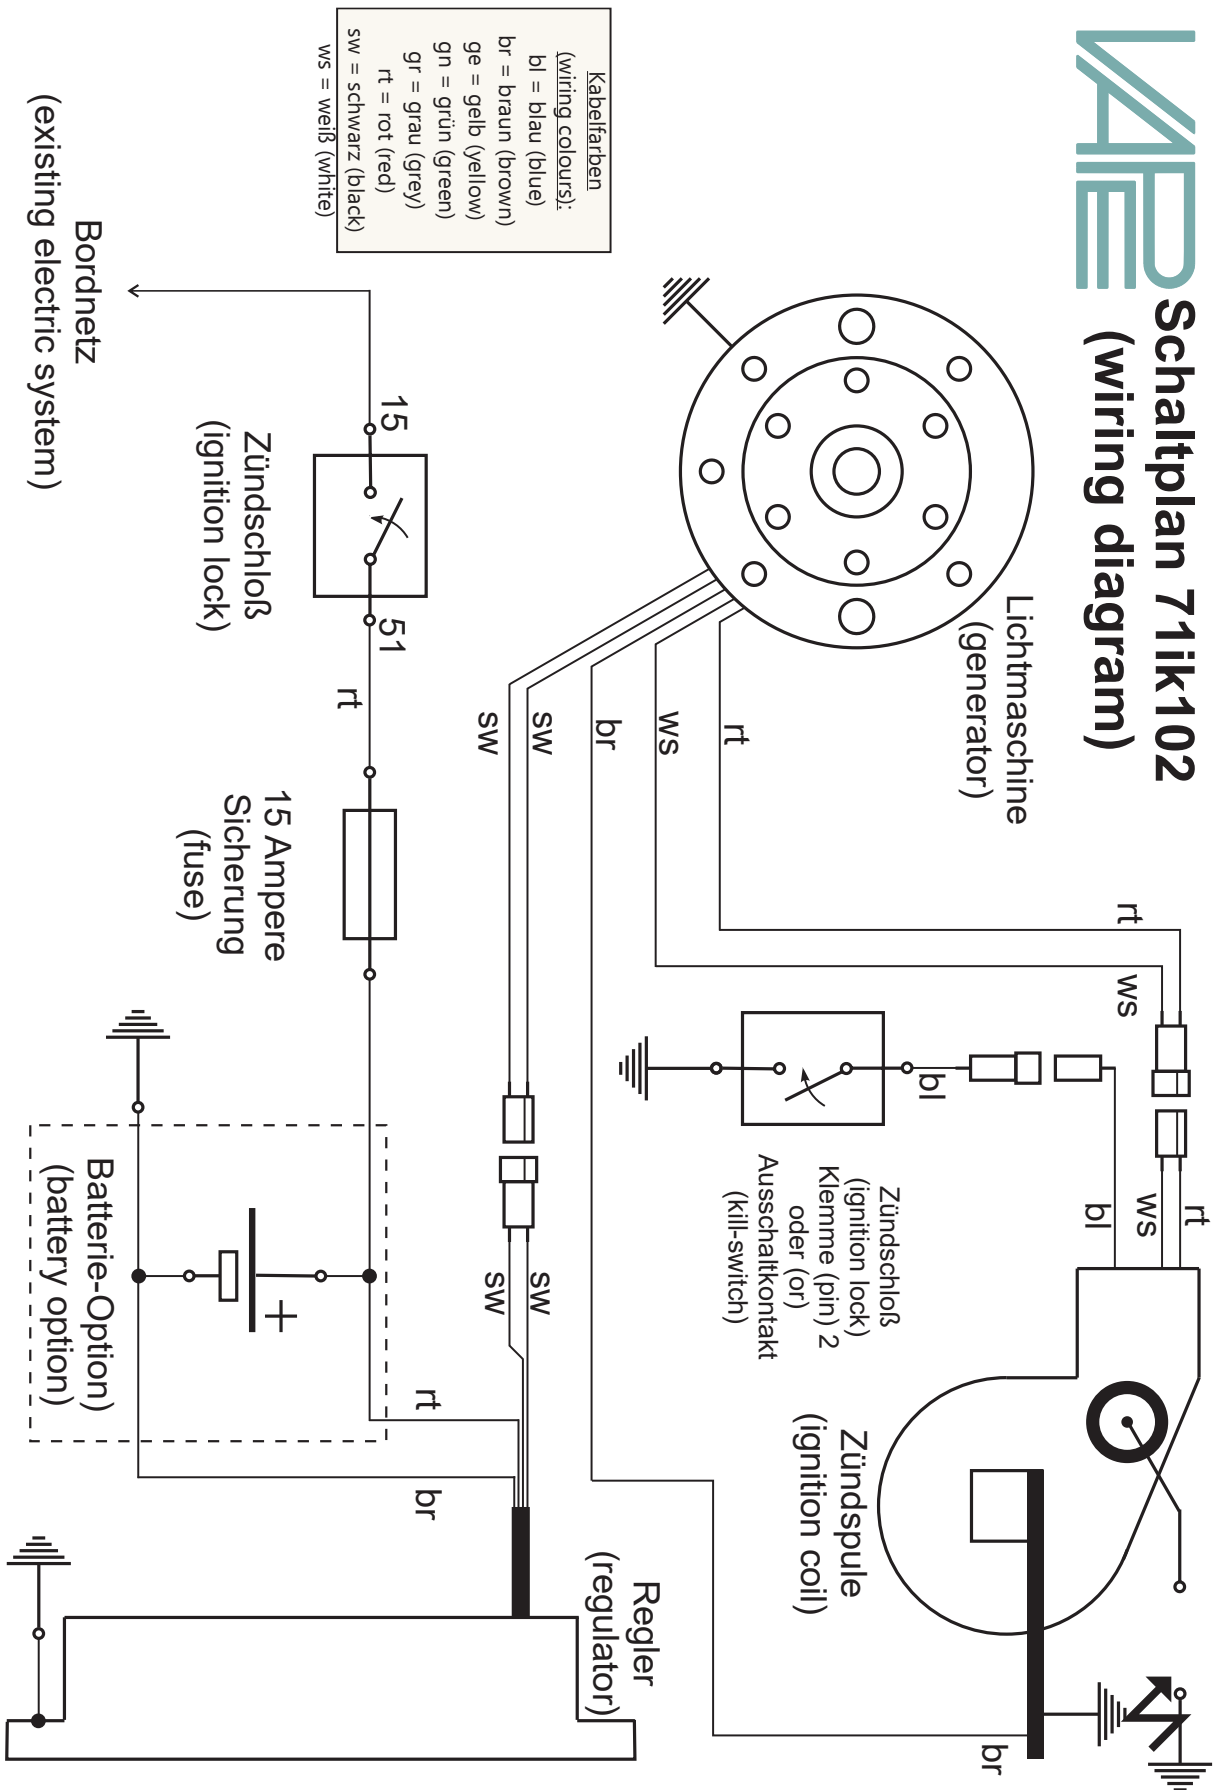 VAPE
Schaltplan 71ik102
(wiring diagram)
Lichtmaschine
(generator)
rt
ws
br
sw
sw
rt
ws
rt
ws
bl
bl
Zündschloß
(ignition lock)
Klemme (pin) 2
oder (or)
Ausschaltkontakt
(kill-switch)
Zündspule
(ignition coil)
br
sw
sw
Regler
(regulator)
rt
br
Kabelfarben
(wiring colours):
bl = blau (blue)
br = braun (brown)
ge = gelb (yellow)
gn = grün (green)
gr = grau (grey)
rt = rot (red)
sw = schwarz (black)
ws = weiß (white)
15
51
rt
Zündschloß
(ignition lock)
15 Ampere
Sicherung
(fuse)
+
Batterie-Option)
(battery option)
Bordnetz
(existing electric system)